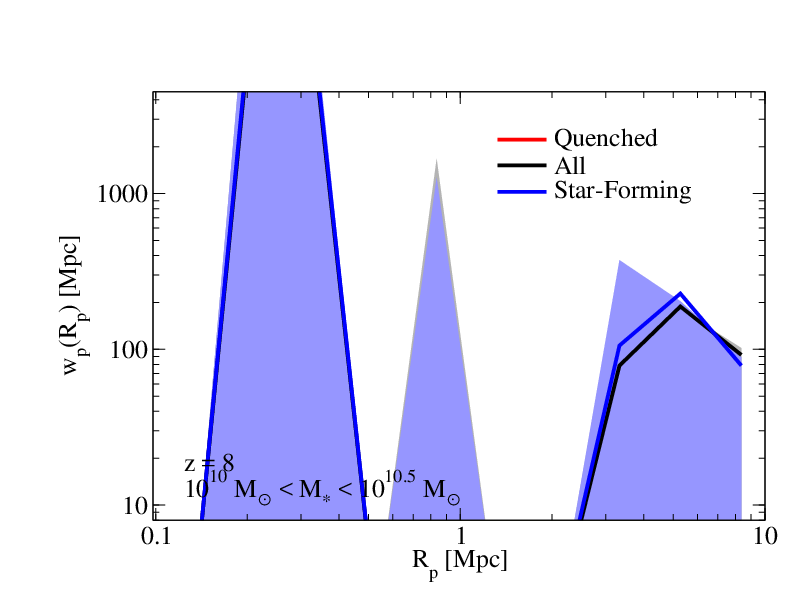 Quenched
All
Star-Forming
1000
100
10
w_p(R_p) [Mpc]
z = 8
10^10 M_⊙ < M_* < 10^10.5 M_⊙
0.1 1 10
R_p [Mpc]